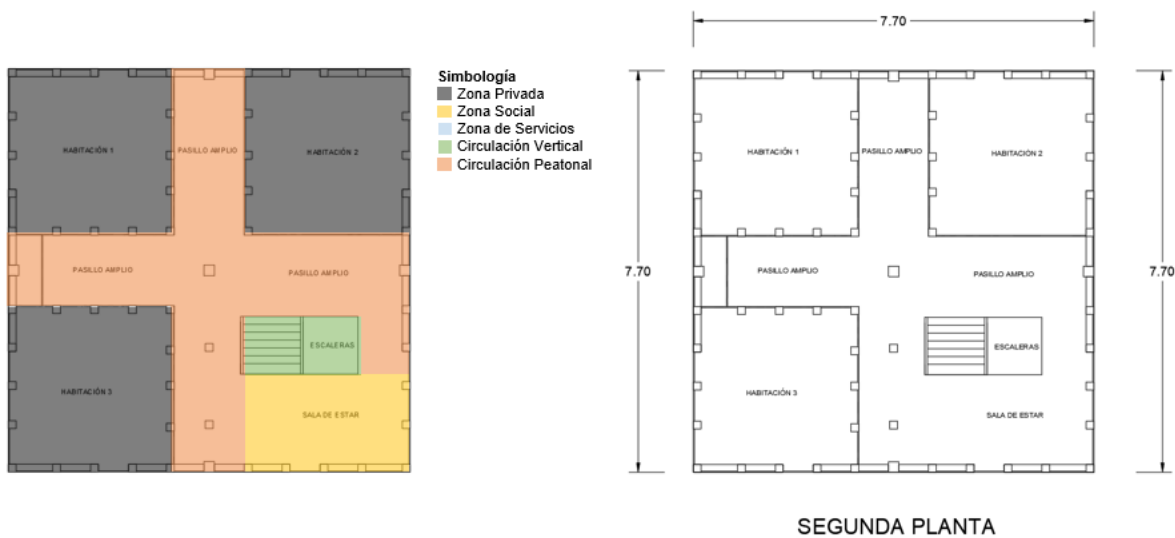 Simbología
Zona Privada
Zona Social
Zona de Servicios
Circulación Vertical
Circulación Peatonal
HABITACIÓN 1
PASILLO AMPLIO
HABITACIÓN 2
PASILLO AMPLIO
PASILLO AMPLIO
ESCALERAS
HABITACIÓN 3
SALA DE ESTAR
7.70
7.70
7.70
HABITACIÓN 1
PASILLO AMPLIO
HABITACIÓN 2
PASILLO AMPLIO
PASILLO AMPLIO
ESCALERAS
HABITACIÓN 3
SALA DE ESTAR
SEGUNDA PLANTA